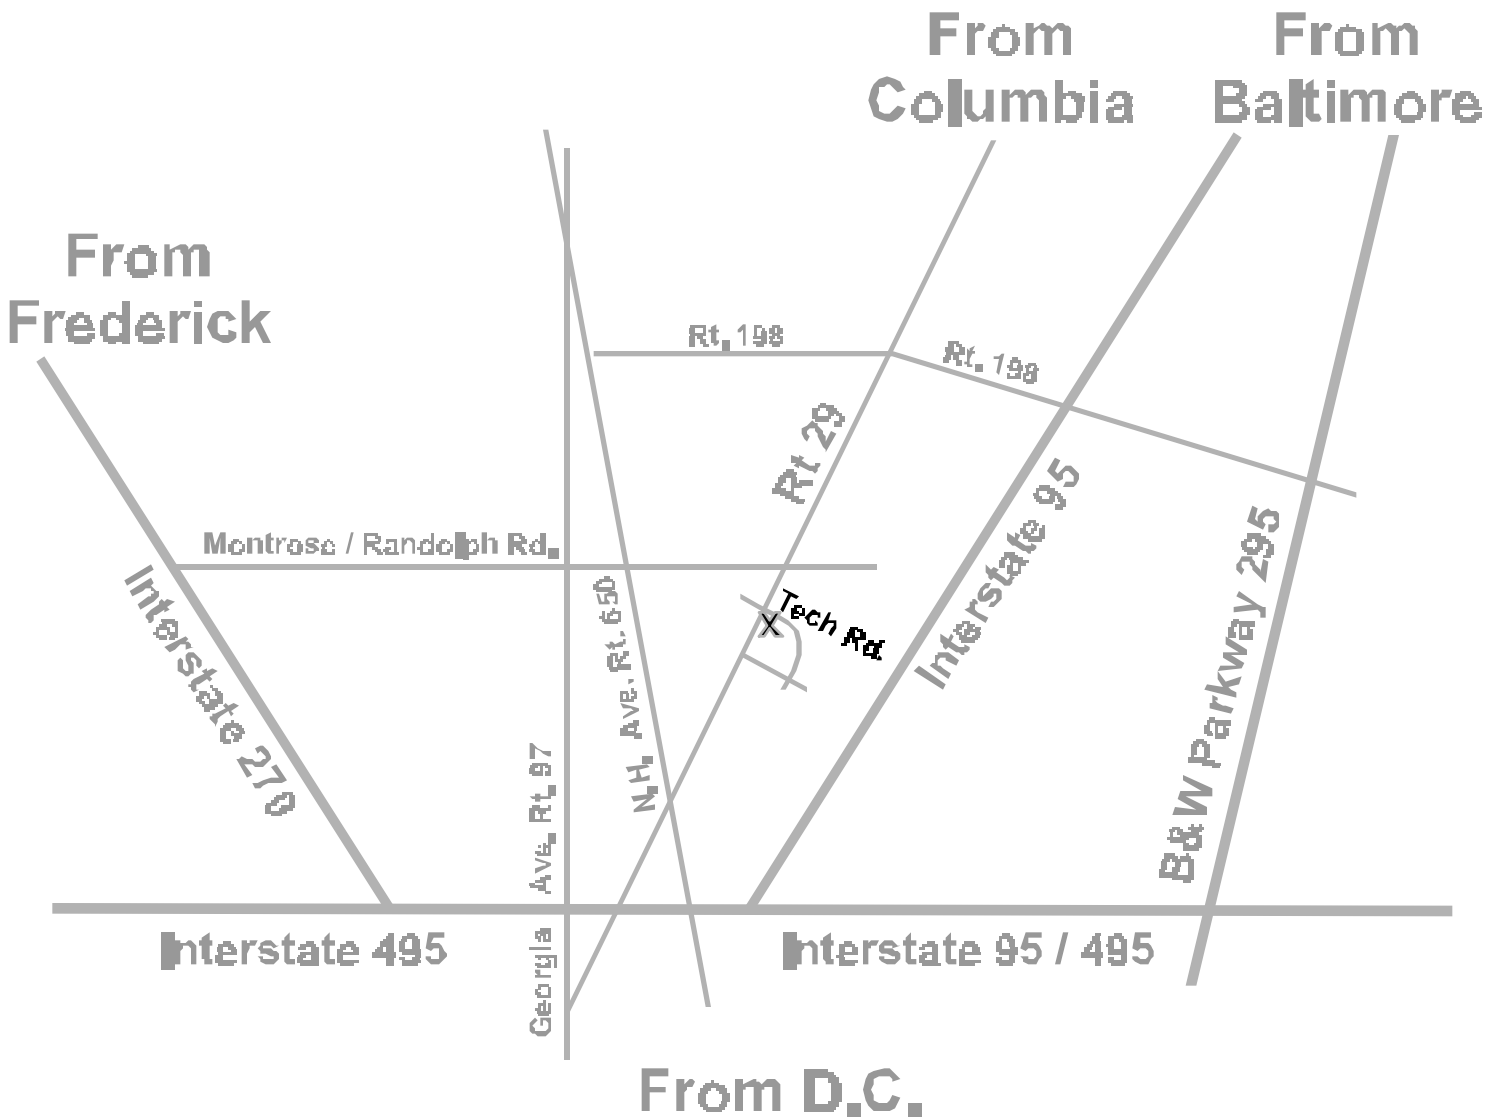 From
Columbia
From
Baltimore
From
Frederick
Rt. 198
Rt. 198
Rt 29
Interstate 95
Montrose / Randolph Rd.
B&W Parkway 295
Tech Rd.
Interstate 270
N.H. Ave. Rt. 650
Georgia Ave. Rt. 97
X
Interstate 495
Interstate 95 / 495
From D.C.